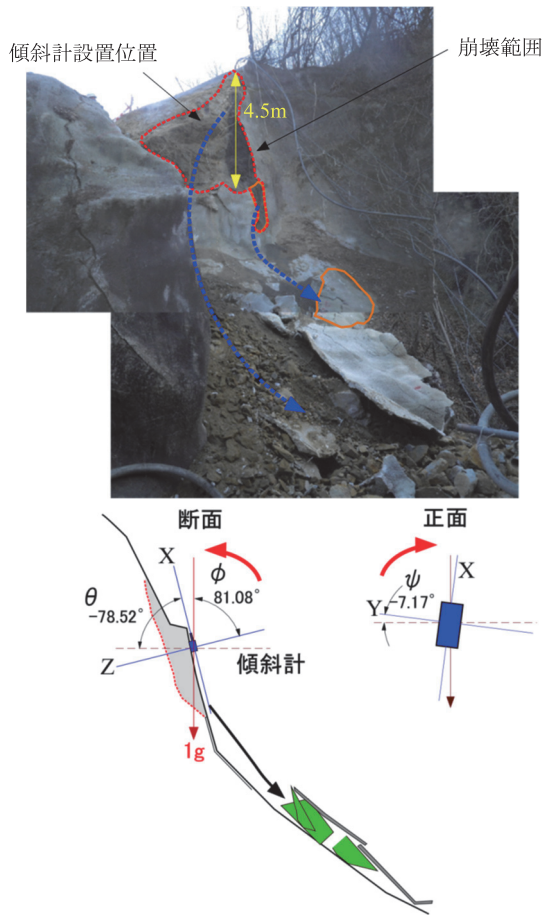 傾斜計設置位置
崩壊範囲
4.5m
断面
正面
X
ϕ
81.08°
θ
-78.52°
Z
傾斜計
1g
ψ
-7.17°
X
Y